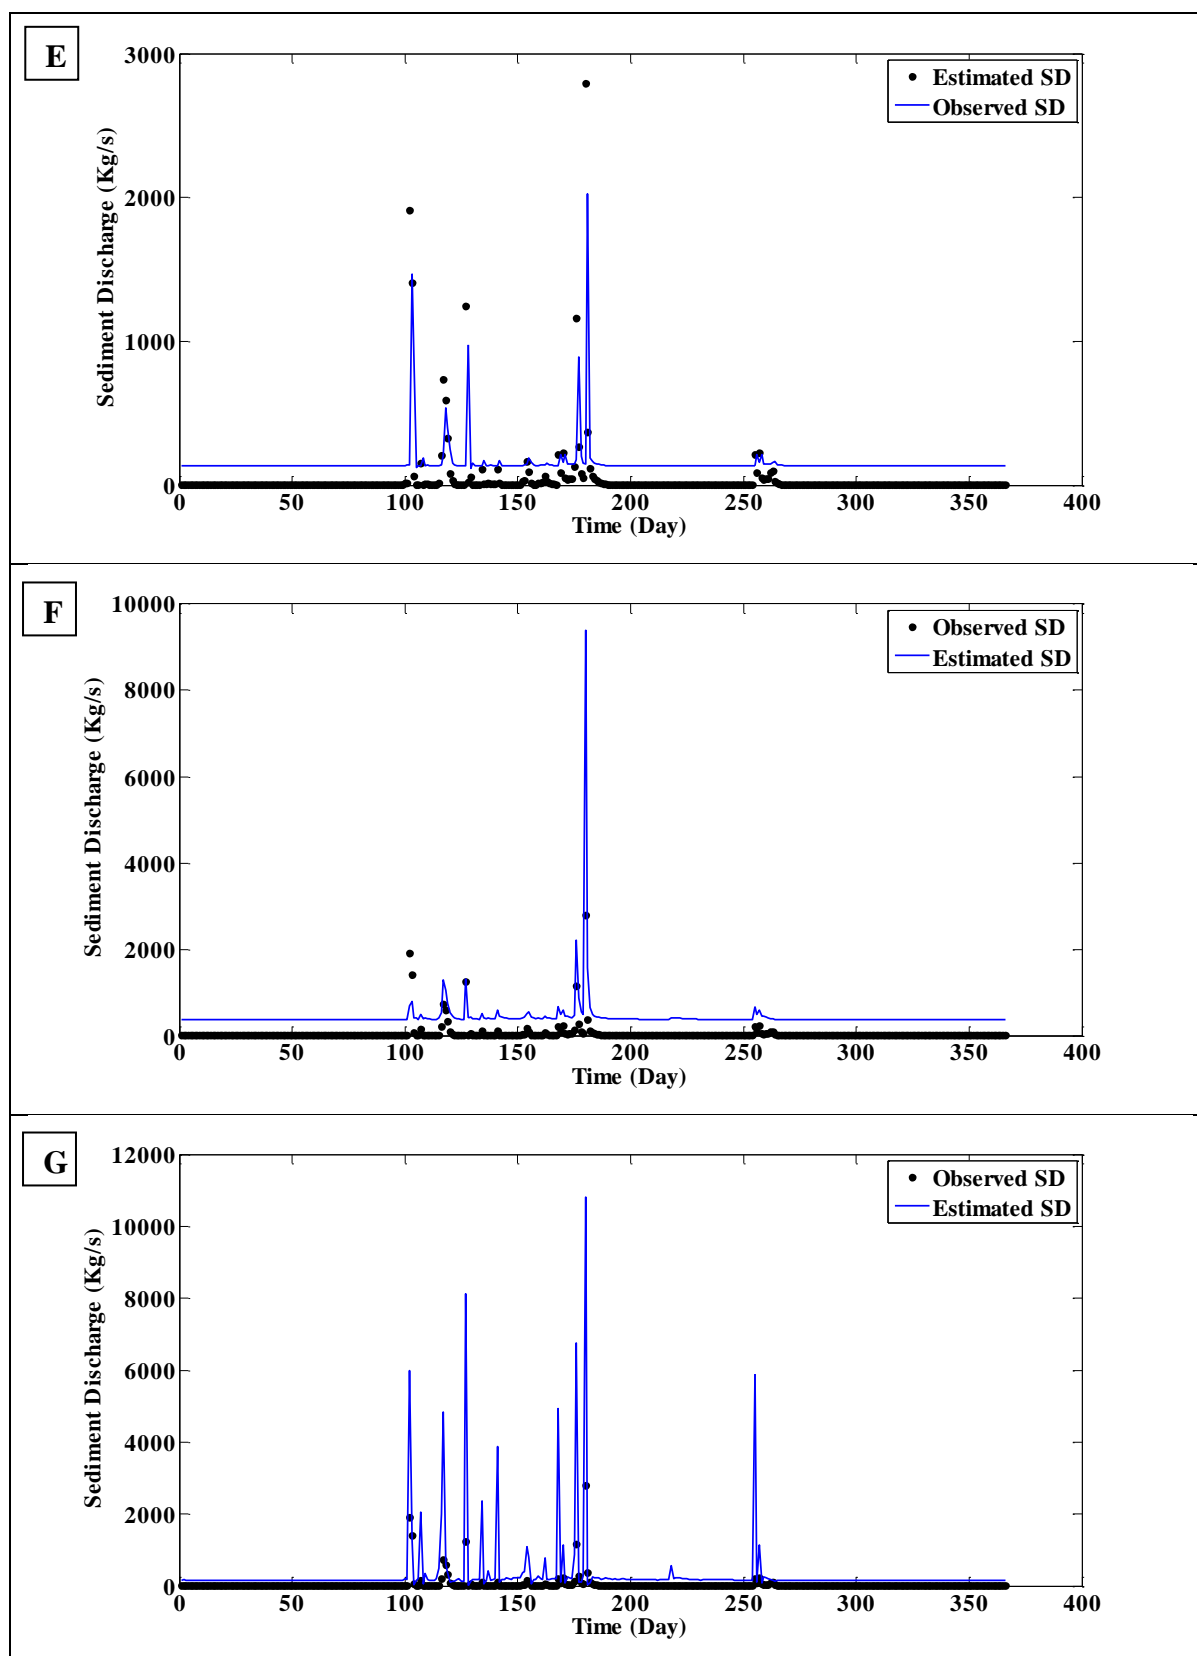 E
3000
2000
1000
0
Sediment Discharge (Kg/s)
Estimated SD
Observed SD
0 50 100 150 200 250 300 350 400
Time (Day)
F
10000
8000
6000
4000
2000
0
Sediment Discharge (Kg/s)
Observed SD
Estimated SD
0 50 100 150 200 250 300 350 400
Time (Day)
G
12000
10000
8000
6000
4000
2000
0
Sediment Discharge (Kg/s)
Observed SD
Estimated SD
0 50 100 150 200 250 300 350 400
Time (Day)